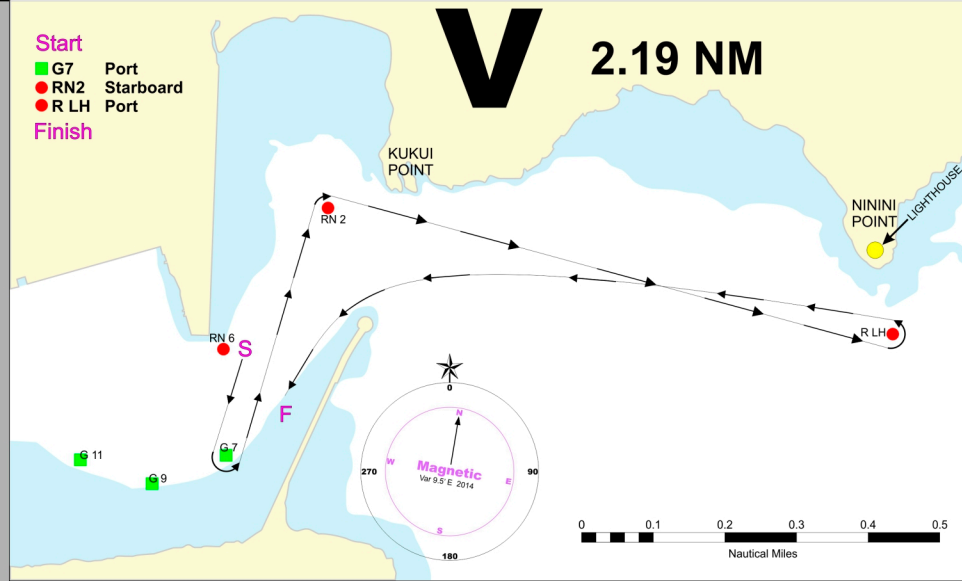 V
2.19 NM
Start
G7 Port
RN2 Starboard
R LH Port
Finish
KUKUI
POINT
NININI
POINT
LIGHTHOUSE
RN 2
RN 6
S
R LH
F
G 7
G 11
G 9
0
N
270
W
Magnetic
Var 9.5' E 2014
E
90
S
180
0 0.1 0.2 0.3 0.4 0.5
Nautical Miles